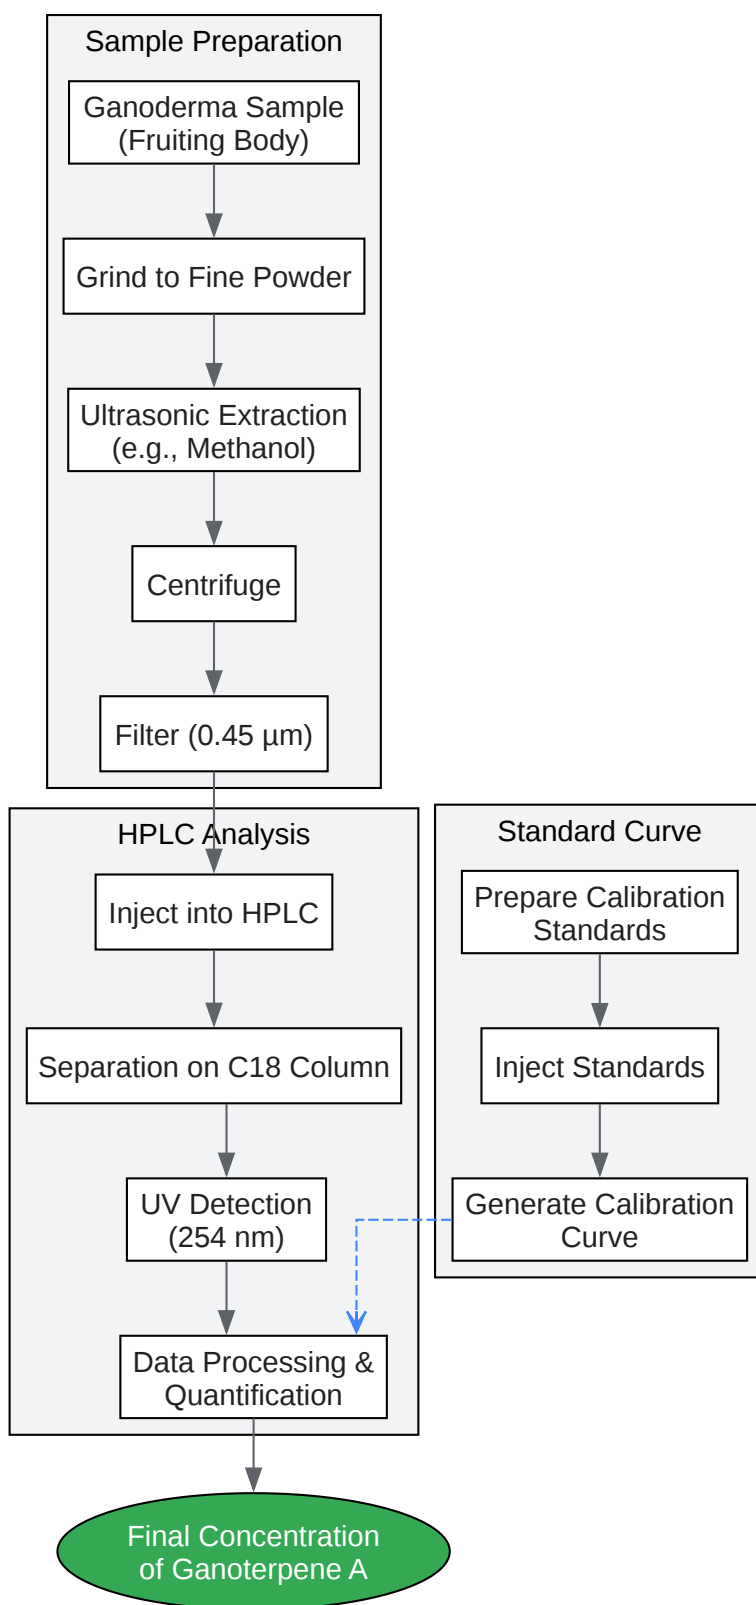 Sample Preparation
Ganoderma Sample
(Fruiting Body)
Grind to Fine Powder
Ultrasonic Extraction
(e.g., Methanol)
Centrifuge
Filter (0.45 µm)
HPLC Analysis
Inject into HPLC
Separation on C18 Column
UV Detection
(254 nm)
Data Processing &
Quantification
Standard Curve
Prepare Calibration
Standards
Inject Standards
Generate Calibration
Curve
Final Concentration
of Ganoterpene A